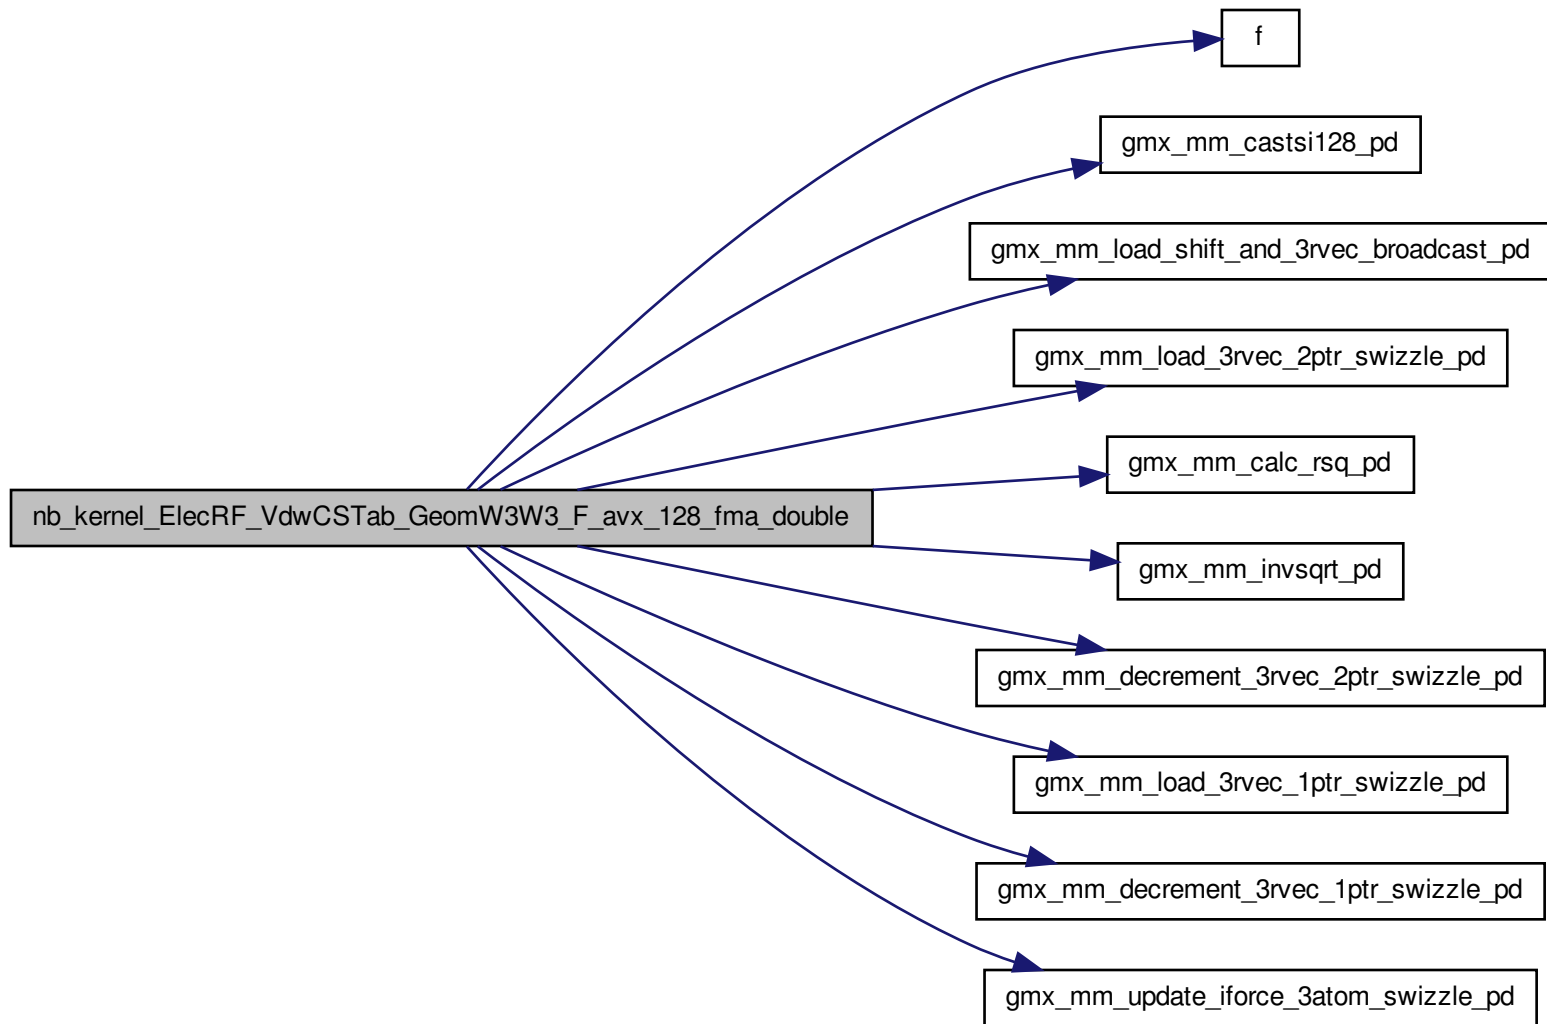 f
gmx_mm_castsi128_pd
gmx_mm_load_shift_and_3rvec_broadcast_pd
gmx_mm_load_3rvec_2ptr_swizzle_pd
gmx_mm_calc_rsq_pd
nb_kernel_ElecRF_VdwCSTab_GeomW3W3_F_avx_128_fma_double
gmx_mm_invsqrt_pd
gmx_mm_decrement_3rvec_2ptr_swizzle_pd
gmx_mm_load_3rvec_1ptr_swizzle_pd
gmx_mm_decrement_3rvec_1ptr_swizzle_pd
gmx_mm_update_iforce_3atom_swizzle_pd